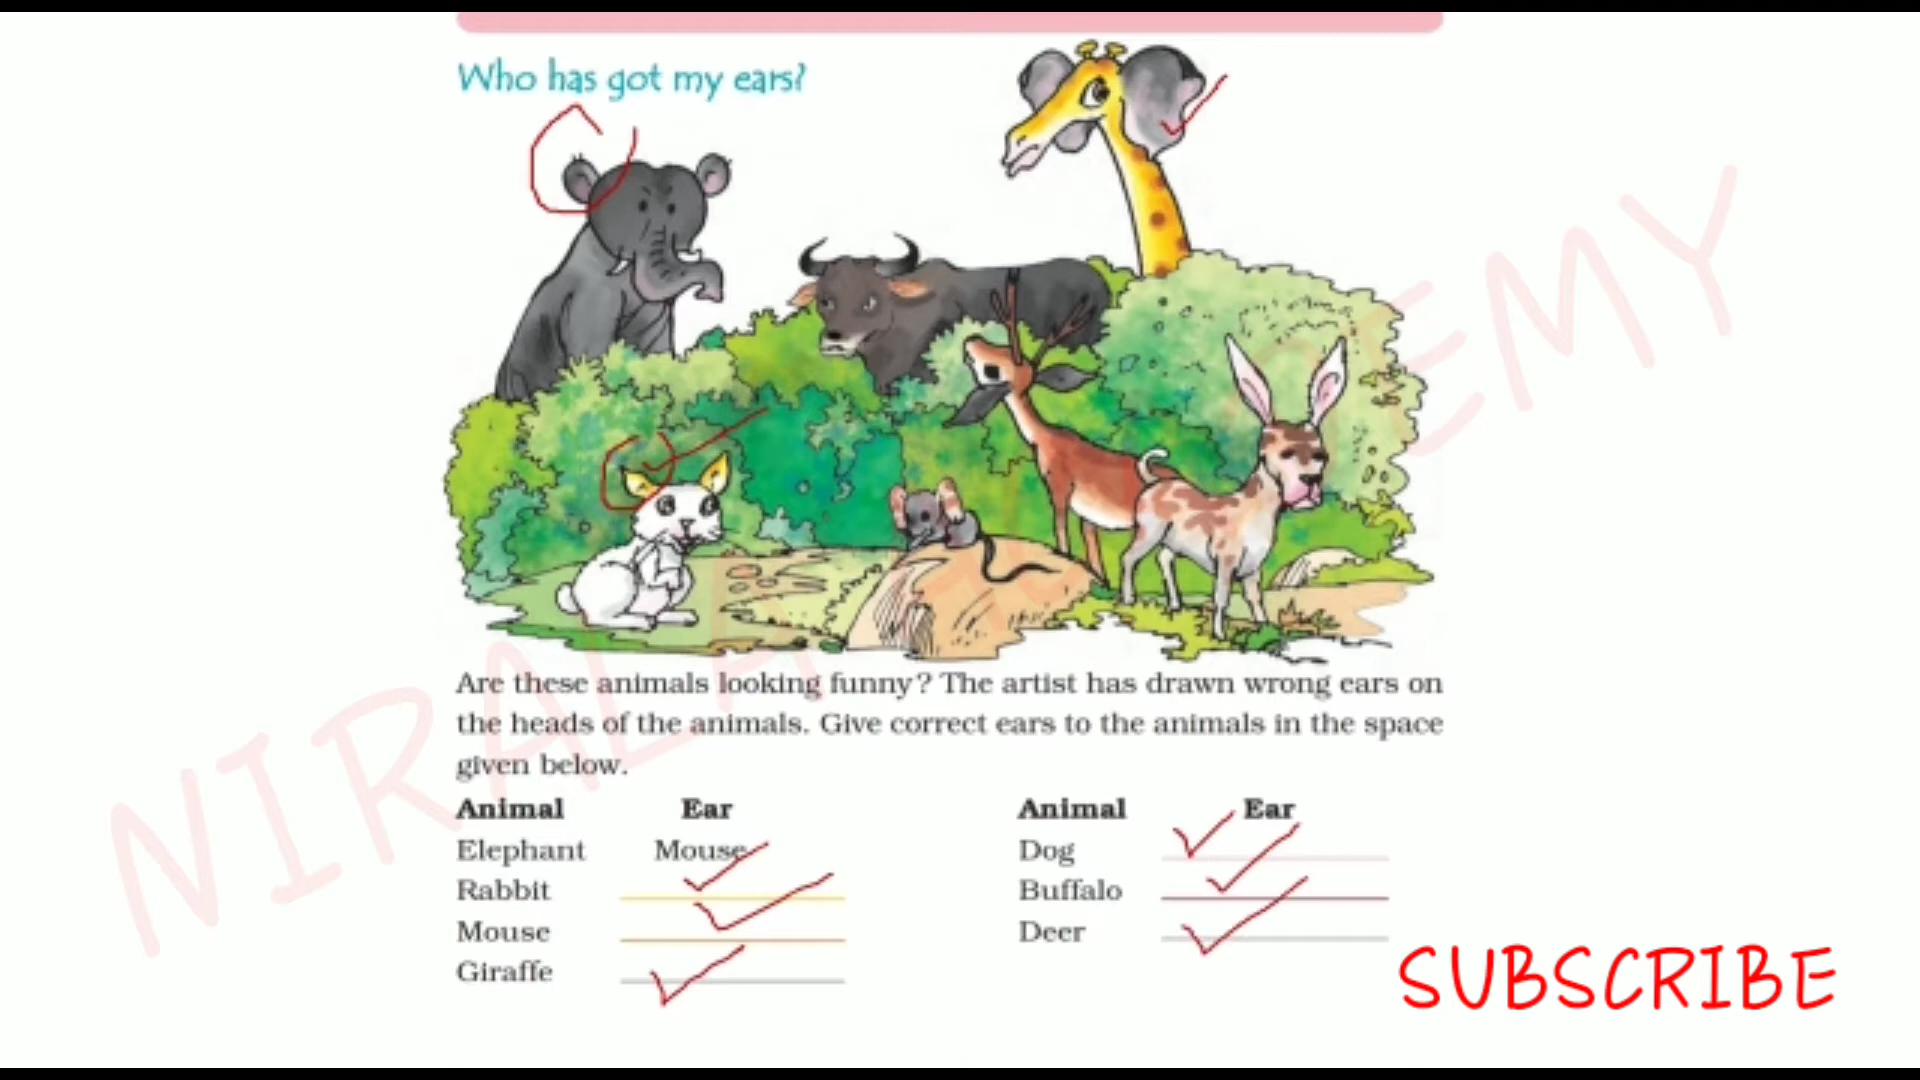 Who has got my ears?
Are these animals looking funny? The artist has drawn wrong ears on
the heads of the animals. Give correct ears to the animals in the space
given below.
Animal Ear Animal Ear
Elephant Mouse Dog
Rabbit Buffalo
Mouse Deer
Giraffe
SUBSCRIBE
NIRALA ACADEMY